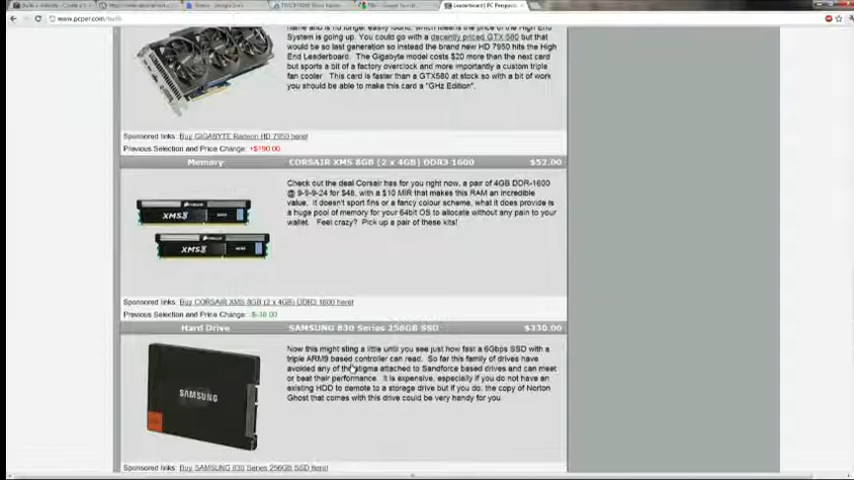 Leaderboard | PC Perspec
www.pcper.com/
name and is no longer easily found, which means the price of the High End
System is going up. You could go with a decently priced GTX 580 but that
would be so last generation so instead the brand new HD 7950 hits the High
End Leaderboard. The Gigabyte model costs $20 more than the next card
but sports a bit of a factory overclock and more importantly a custom triple
fan cooler This card is faster than a GTX580 at stock so with a bit of work
you should be able to make this card a "GHz Edition".
Sponsored links: Buy GIGABYTE Radeon HD 7950 here!
Previous Selection and Price Change: +$190.00
Memory CORSAIR XMS 8GB (2 x 4GB) DDR3 1600 $57.00
Check out the deal Corsair has for you right now, a pair of 4GB DDR-1600
@ 9-9-9-24 for $48, with a $10 MIR that makes this RAM an incredible
value. It doesn't sport fins or a fancy colour scheme, what it does provide is
a huge pool of memory for your 64bit OS to allocate without any pain to your
wallet. Feel crazy? Pick up a pair of these kits!
XMS3
XMS3
Sponsored links: Buy CORSAIR XMS 8GB (2 x 4GB) DDR3 1600 here!
Previous Selection and Price Change:
Hard Drive SAMSUNG 830 Series 256GB SSD $330.00
Now this might sting a little until you see just how fast a 6Gbps SSD with a
triple ARM9 based controller can read. So far this family of drives have
avoided any of the stigma attached to Sandforce based drives and can meet
or beat their performance. It is expensive, especially if you do not have an
existing HDD to demote to a storage drive but if you do, the copy of Norton
Ghost that comes with this drive could be very handy for you.
SAMSUNG
Sponsored links: Buy SAMSUNG 830 Series 256GB SSD here!